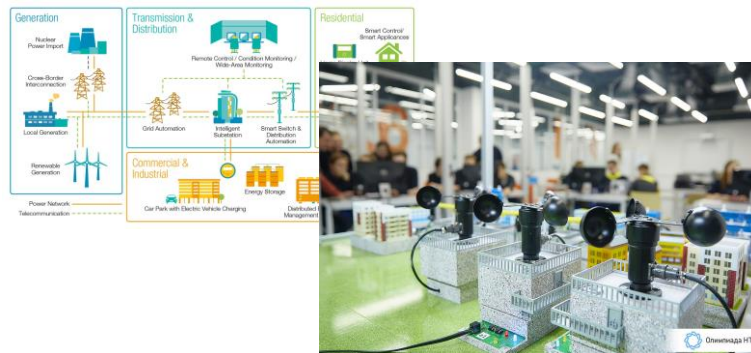 Generation
Nuclear
Power Import
Cross-Border
Interconnection
Local Generation
Renewable
Generation
Transmission &
Distribution
Remote Control / Condition Monitoring /
Wide-Area Monitoring
Grid Automation
Intelligent
Substation
Smart Switch &
Distribution
Automation
Residential
Smart Control/
Smart Appliances
Commercial &
Industrial
Car Park with Electric Vehicle Charging
Energy Storage
Distributed
Management
Power Network
Telecommunication
Олимпиада НТ